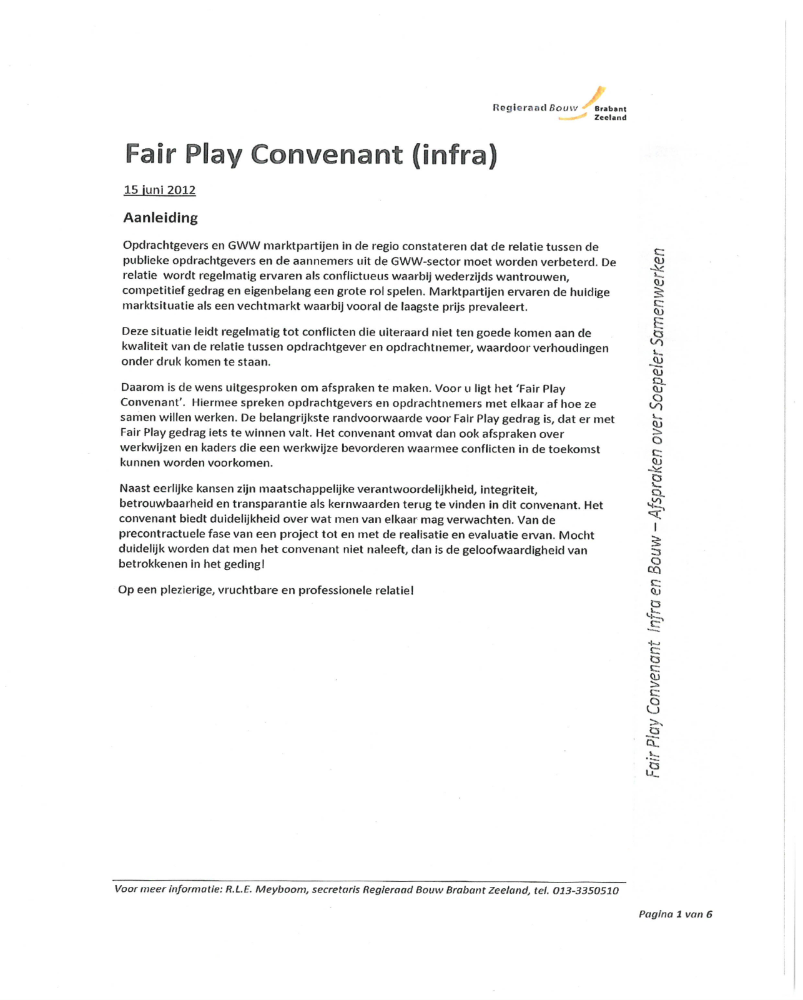 Regieraad Bouw Brabant
Zeeland
Fair Play Convenant (infra)
15 juni 2012
Aanleiding
Opdrachtgevers en GWW marktpartijen in de regio constateren dat de relatie tussen de
publieke opdrachtgevers en de aannemers uit de GWW-sector moet worden verbeterd. De
relatie wordt regelmatig ervaren als conflictueus waarbij wederzijds wantrouwen,
competitief gedrag en eigenbelang een grote rol spelen. Marktpartijen ervaren de huidige
marktsituatie als een vechtmarkt waarbij vooral de laagste prijs prevaleert.
Deze situatie leidt regelmatig tot conflicten die uiteraard niet ten goede komen aan de
kwaliteit van de relatie tussen opdrachtgever en opdrachtnemer, waardoor verhoudingen
onder druk komen te staan.
Daarom is de wens uitgesproken om afspraken te maken. Voor u ligt het 'Fair Play
Convenant'. Hiermee spreken opdrachtgevers en opdrachtnemers met elkaar af hoe ze
samen willen werken. De belangrijkste randvoorwaarde voor Fair Play gedrag is, dat er met
Fair Play gedrag iets te winnen valt. Het convenant omvat dan ook afspraken over
werkwijzen en kaders die een werkwijze bevorderen waarmee conflicten in de toekomst
kunnen worden voorkomen.
Naast eerlijke kansen zijn maatschappelijke verantwoordelijkheid, integriteit,
betrouwbaarheid en transparantie als kernwaarden terug te vinden in dit convenant. Het
convenant biedt duidelijkheid over wat men van elkaar mag verwachten. Van de
precontractuele fase van een project tot en met de realisatie en evaluatie ervan. Mocht
duidelijk worden dat men het convenant niet naleeft, dan is de geloofwaardigheid van
betrokkenen in het geding!
Op een plezierige, vruchtbare en professionele relatie!
Fair Play Convenant Infra en Bouw – Afspraken over Soepeler Samenwerken
Voor meer informatie: R.L.E. Meyboom, secretaris Regieraad Bouw Brabant Zeeland, tel. 013-3350510
Pagina 1 van 6